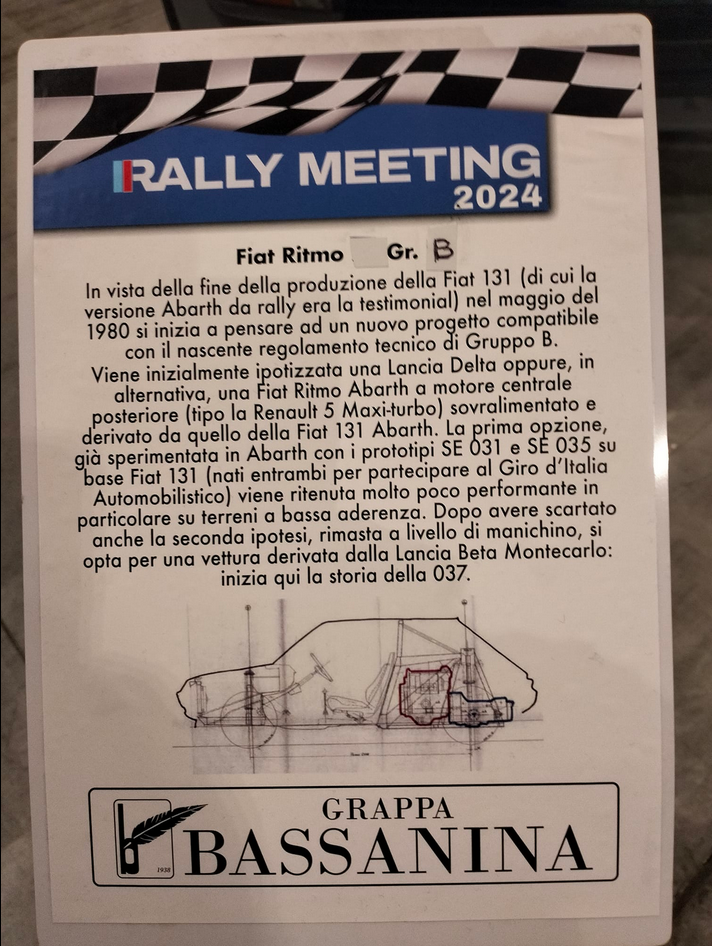 RALLY MEETING
2024
Fiat Ritmo Gr. B
In vista della fine della produzione della Fiat 131 (di cui la
versione Abarth da rally era la testimonial) nel maggio del
1980 si inizia a pensare ad un nuovo progetto compatibile
con il nascente regolamento tecnico di Gruppo B.
Viene inizialmente ipotizzata una Lancia Delta oppure, in
alternativa, una Fiat Ritmo Abarth a motore centrale
posteriore (tipo la Renault 5 Maxi-turbo) sovralimentato e
derivato da quello della Fiat 131 Abarth. La prima opzione,
già sperimentata in Abarth con i prototipi SE 031 e SE 035 su
base Fiat 131 (nati entrambi per partecipare al Giro d'Italia
Automobilistico) viene ritenuta molto poco performante in
particolare su terreni a bassa aderenza. Dopo avere scartato
anche la seconda ipotesi, rimasta a livello di manichino, si
opta per una vettura derivata dalla Lancia Beta Montecarlo:
inizia qui la storia della 037.
b
1938
GRAPPA
BASSANINA